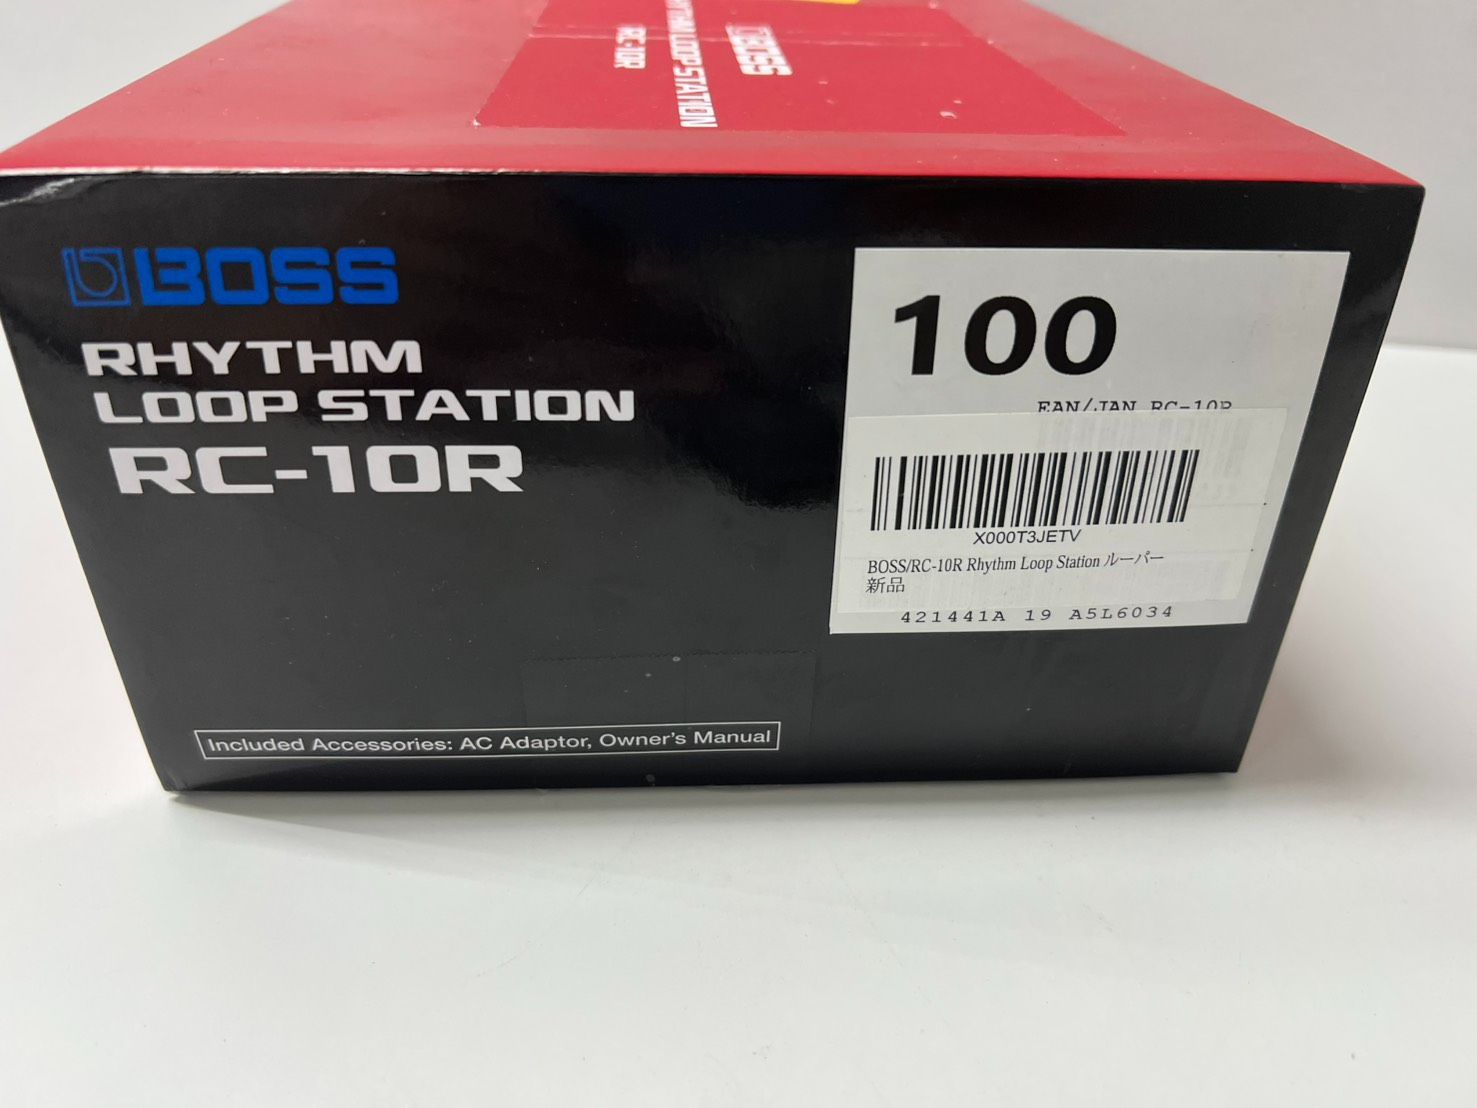 BOSS
RHYTHM LOOP STATION
RC-10R
BOSS
RHYTHM
LOOP STATION
RC-10R
100
EAN/JAN RC-10R
X000T3JETV
BOSS/RC-10R Rhythm Loop Station ルーパー
新品
421441A 19 A5L6034
Included Accessories: AC Adaptor, Owner's Manual